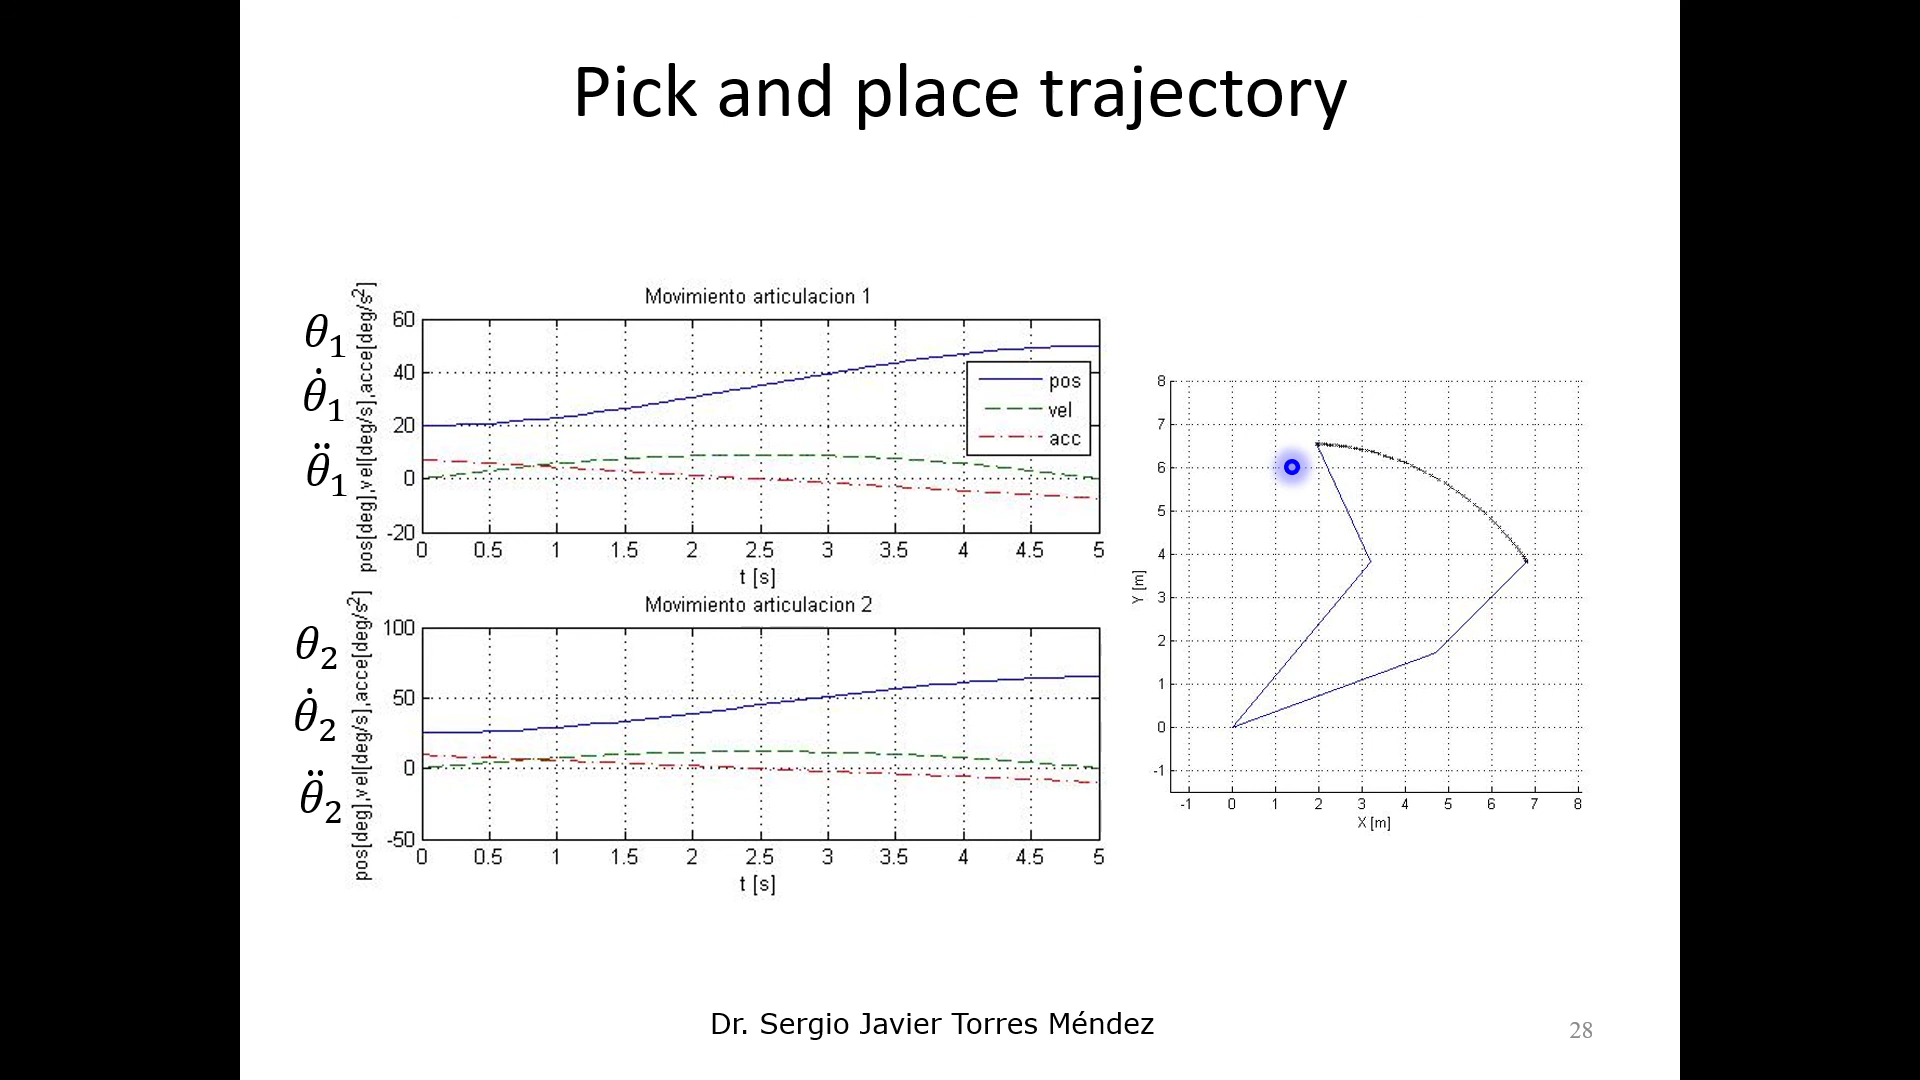 Pick and place trajectory
θ₁
θ̇₁
θ̈₁
pos[deg],vel[deg/s],acce[deg/s²]
Movimiento articulacion 1
60
40
20
0
-20
pos
vel
acc
0 0.5 1 1.5 2 2.5 3 3.5 4 4.5 5
t [s]
θ₂
θ̇₂
θ̈₂
pos[deg],vel[deg/s],acce[deg/s²]
Movimiento articulacion 2
100
50
0
-50
0 0.5 1 1.5 2 2.5 3 3.5 4 4.5 5
t [s]
Y [m]
8
7
6
5
4
3
2
1
0
-1
-1 0 1 2 3 4 5 6 7 8
X [m]
Dr. Sergio Javier Torres Méndez
28